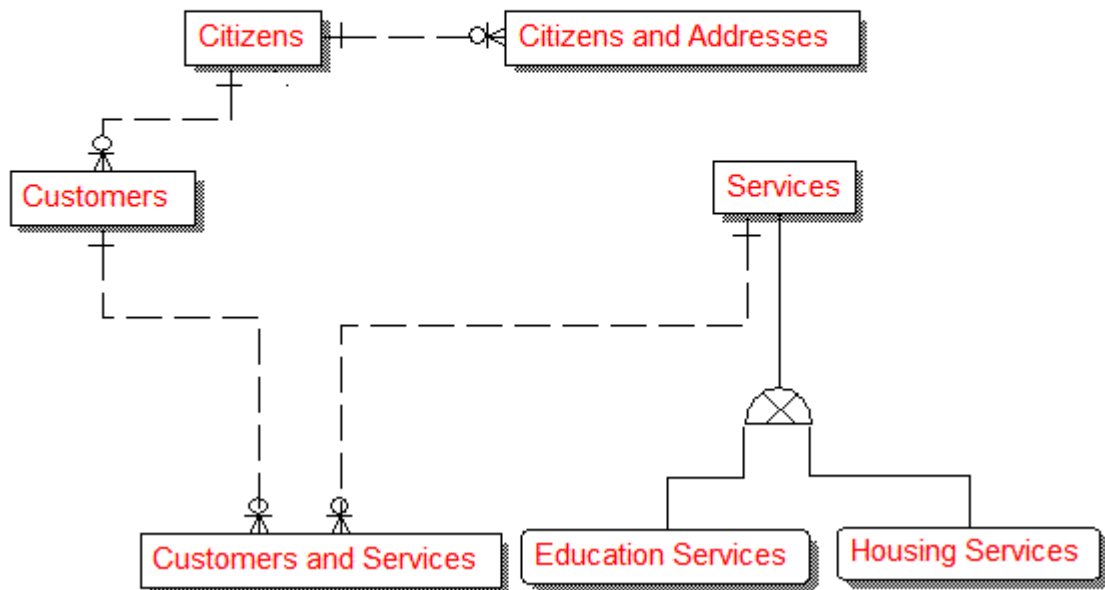 Citizens
Citizens and Addresses
Customers
Services
Customers and Services
Education Services
Housing Services